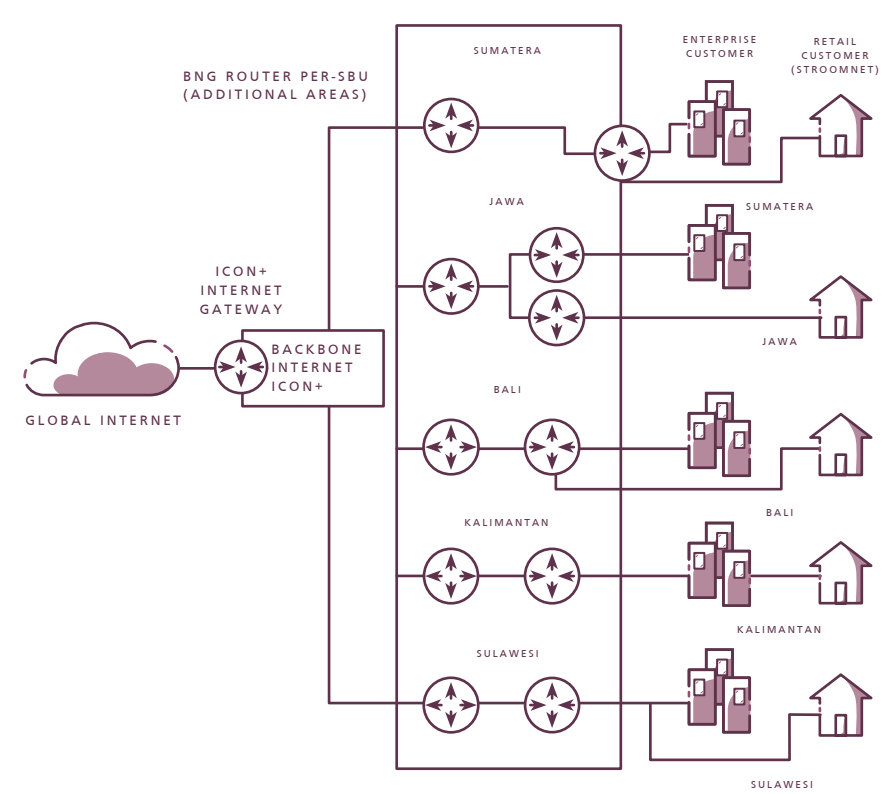 SUMATERA
ENTERPRISE
CUSTOMER
RETAIL
CUSTOMER
(STROOMNET)
BNG ROUTER PER-SBU
(ADDITIONAL AREAS)
JAWA
SUMATERA
ICON+
INTERNET
GATEWAY
BACKBONE
INTERNET
ICON+
JAWA
GLOBAL INTERNET
BALI
BALI
KALIMANTAN
KALIMANTAN
SULAWESI
SULAWESI